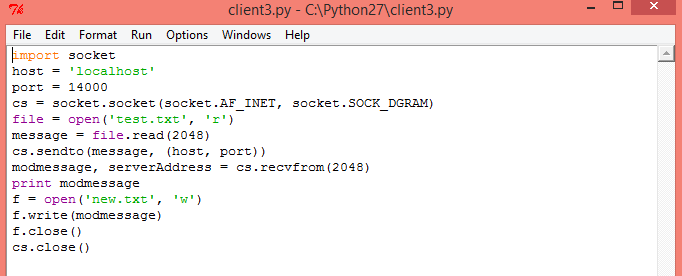 client3.py - C:\Python27\client3.py
File Edit Format Run Options Windows Help
import socket
host = 'localhost'
port = 14000
cs = socket.socket(socket.AF_INET, socket.SOCK_DGRAM)
file = open('test.txt', 'r')
message = file.read(2048)
cs.sendto(message, (host, port))
modmessage, serverAddress = cs.recvfrom(2048)
print modmessage
f = open('new.txt', 'w')
f.write(modmessage)
f.close()
cs.close()